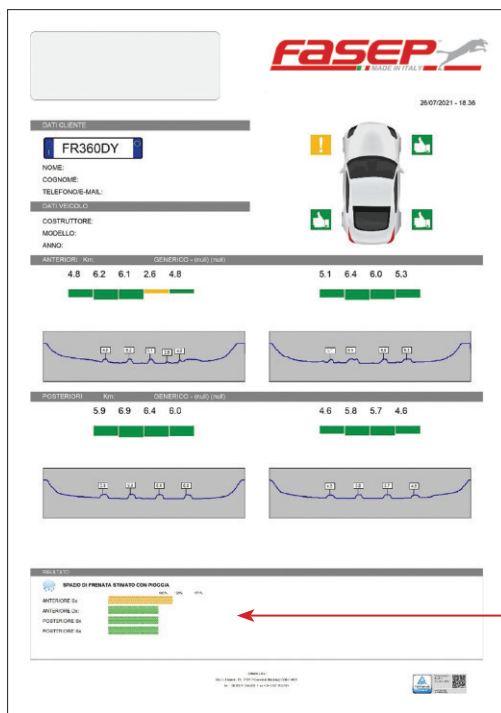 FASEP
MADE IN ITALY
26/07/2021 - 18.36
DATI CLIENTE
FR360DY
NOME:
COGNOME:
TELEFONO/E-MAIL:
DATI VEICOLO
COSTRUTTORE:
MODELLO:
ANNO:
ANTERIORI Km: GENERICO - (null) (null)
4.8 6.2 6.1 2.6 4.8 5.1 6.4 6.0 5.3
POSTERIORI Km: GENERICO - (null) (null)
5.9 6.9 6.4 6.0 4.6 5.8 5.7 4.6
RISULTATO
SPAZIO DI FRENATA STIMATO CON PIOGGIA
ANTERIORE Sx
ANTERIORE Dx
POSTERIORE Sx